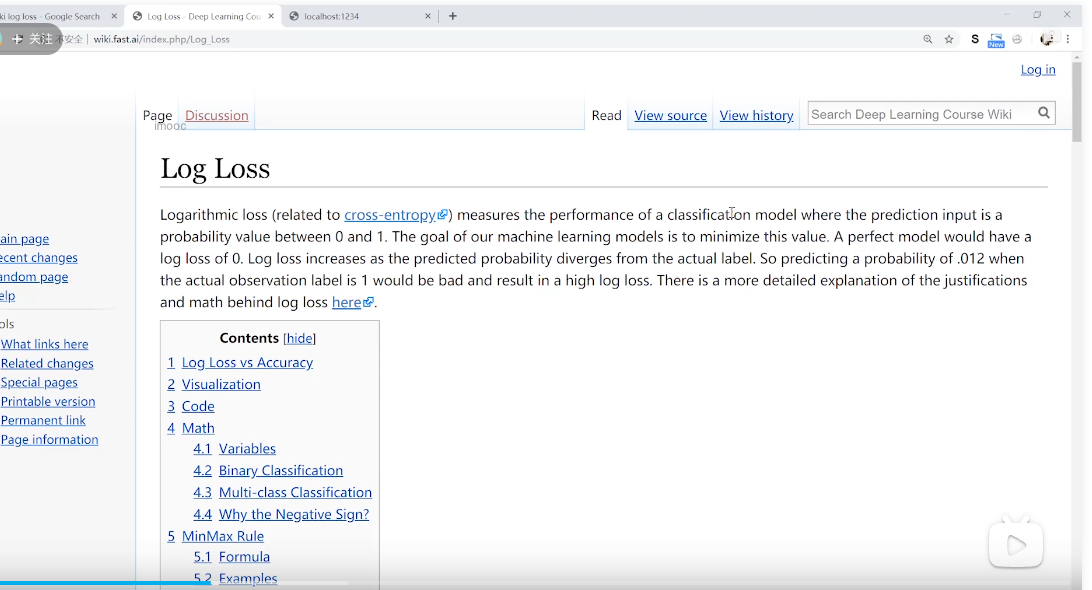 ki log loss - Google Search
Log Loss - Deep Learning Cou
localhost:1234
关注
不安全 | wiki.fast.ai/index.php/Log_Loss
S
New
Log in
Page
Discussion
Read
View source
View history
Search Deep Learning Course Wiki
imooc
Log Loss
Logarithmic loss (related to cross-entropy) measures the performance of a classification model where the prediction input is a
probability value between 0 and 1. The goal of our machine learning models is to minimize this value. A perfect model would have a
log loss of 0. Log loss increases as the predicted probability diverges from the actual label. So predicting a probability of .012 when
the actual observation label is 1 would be bad and result in a high log loss. There is a more detailed explanation of the justifications
and math behind log loss here.
ain page
ecent changes
andom page
elp
ols
What links here
Related changes
Special pages
Printable version
Permanent link
Page information
Contents [hide]
1 Log Loss vs Accuracy
2 Visualization
3 Code
4 Math
4.1 Variables
4.2 Binary Classification
4.3 Multi-class Classification
4.4 Why the Negative Sign?
5 MinMax Rule
5.1 Formula
5.2 Examples